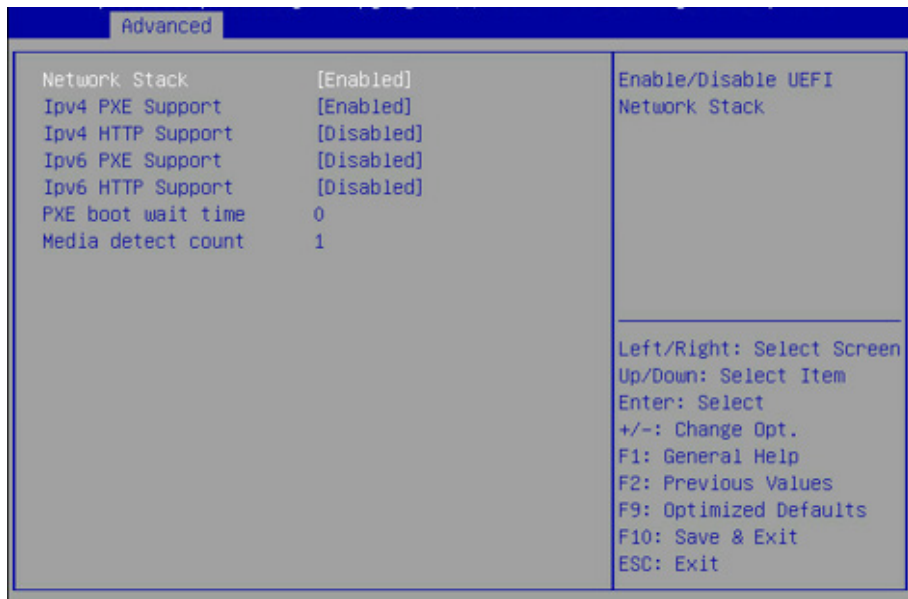 Advanced
Network Stack [Enabled]
Ipv4 PXE Support [Enabled]
Ipv4 HTTP Support [Disabled]
Ipv6 PXE Support [Disabled]
Ipv6 HTTP Support [Disabled]
PXE boot wait time 0
Media detect count 1
Enable/Disable UEFI
Network Stack
Left/Right: Select Screen
Up/Down: Select Item
Enter: Select
+/-: Change Opt.
F1: General Help
F2: Previous Values
F9: Optimized Defaults
F10: Save & Exit
ESC: Exit